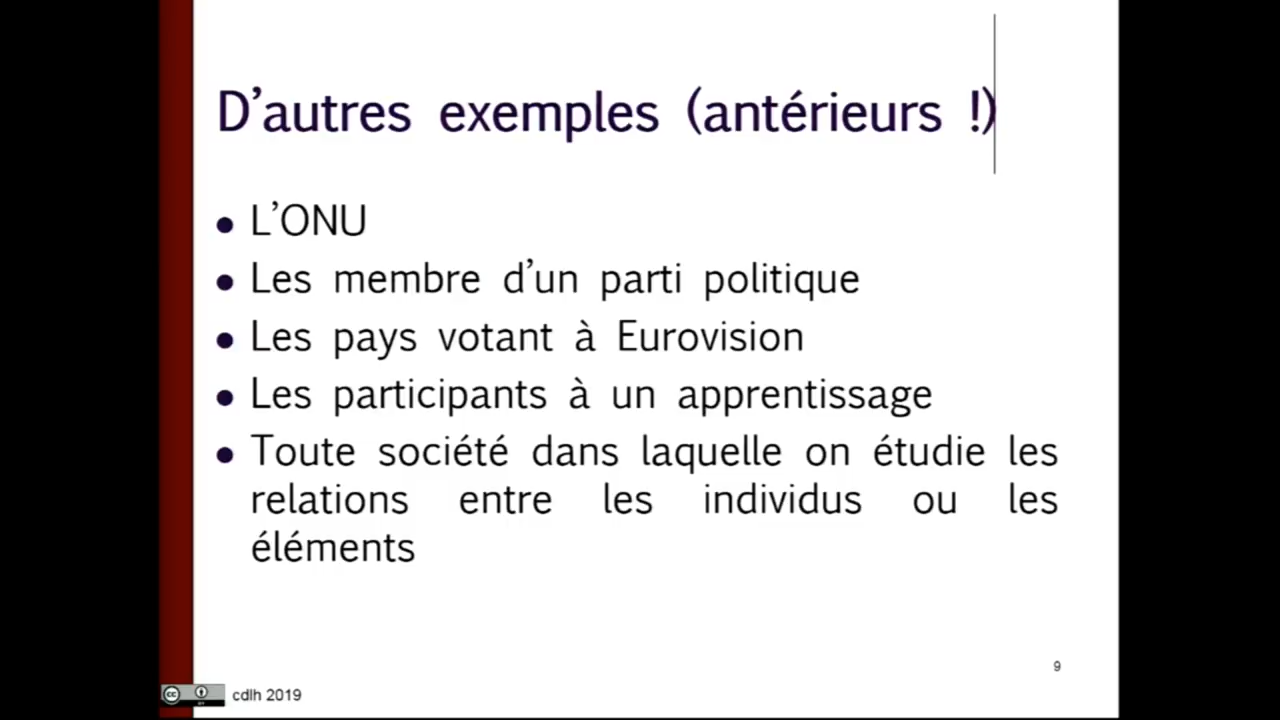 D’autres exemples (antérieurs !)
• L’ONU
• Les membre d’un parti politique
• Les pays votant à Eurovision
• Les participants à un apprentissage
• Toute société dans laquelle on étudie les
relations entre les individus ou les
éléments
9
cc
cdlh 2019